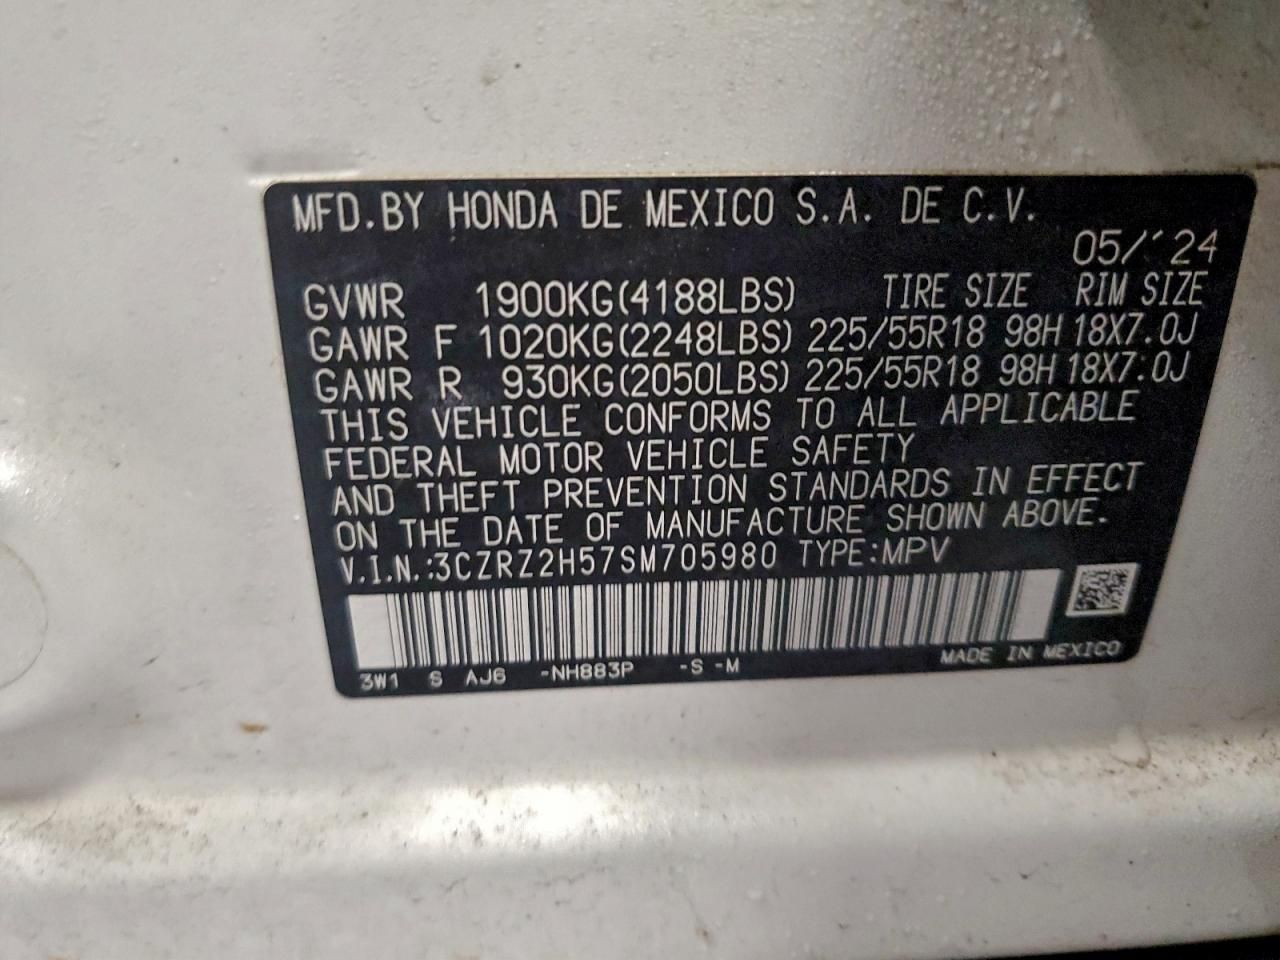 MFD.BY HONDA DE MEXICO S.A. DE C.V.
05/'24
GVWR 1900KG(4188LBS) TIRE SIZE RIM SIZE
GAWR F 1020KG(2248LBS) 225/55R18 98H 18X7.0J
GAWR R 930KG(2050LBS) 225/55R18 98H 18X7.0J
THIS VEHICLE CONFORMS TO ALL APPLICABLE
FEDERAL MOTOR VEHICLE SAFETY
AND THEFT PREVENTION STANDARDS IN EFFECT
ON THE DATE OF MANUFACTURE SHOWN ABOVE.
V.I.N.:3CZRZ2H57SM705980 TYPE:MPV
3W1 S AJ6 -NH883P -S -M MADE IN MEXICO